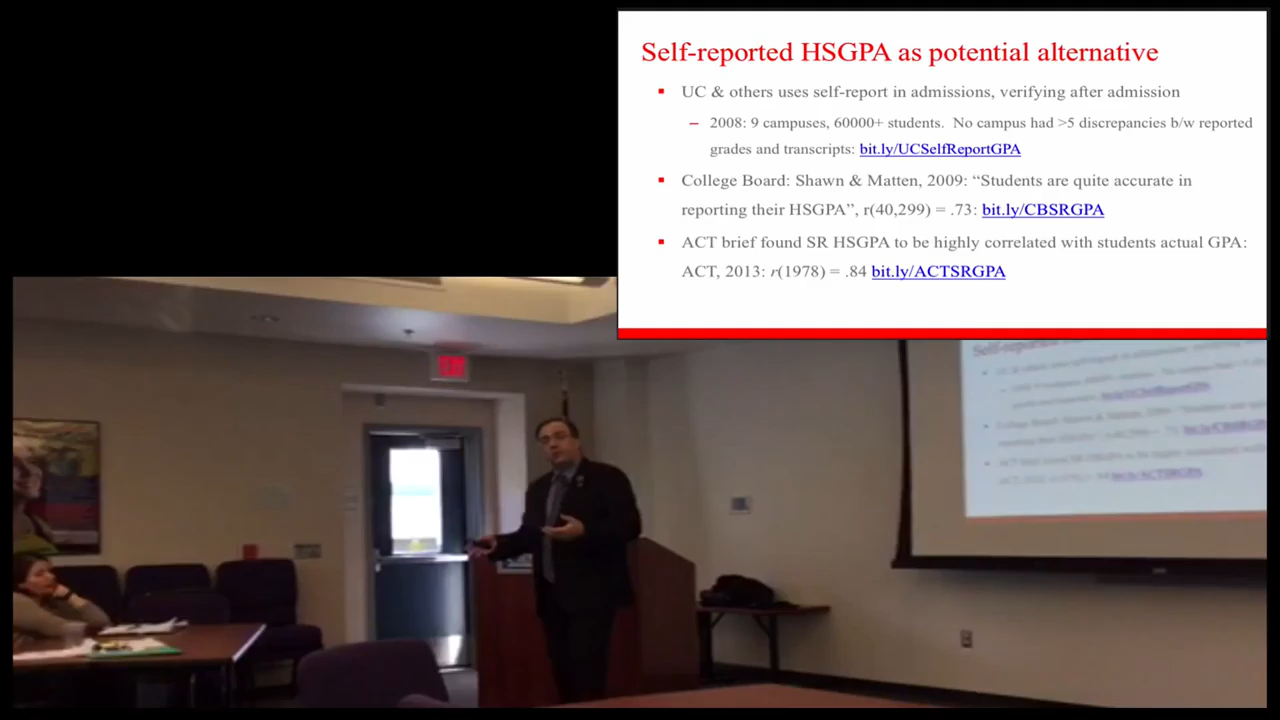 Self-reported HSGPA as potential alternative
UC & others uses self-report in admissions, verifying after admission
– 2008: 9 campuses, 60000+ students. No campus had >5 discrepancies b/w reported
grades and transcripts: bit.ly/UCSelfReportGPA
College Board: Shawn & Matten, 2009: “Students are quite accurate in
reporting their HSGPA”, r(40,299) = .73: bit.ly/CBSRGPA
ACT brief found SR HSGPA to be highly correlated with students actual GPA:
ACT, 2013: r(1978) = .84 bit.ly/ACTSRGPA